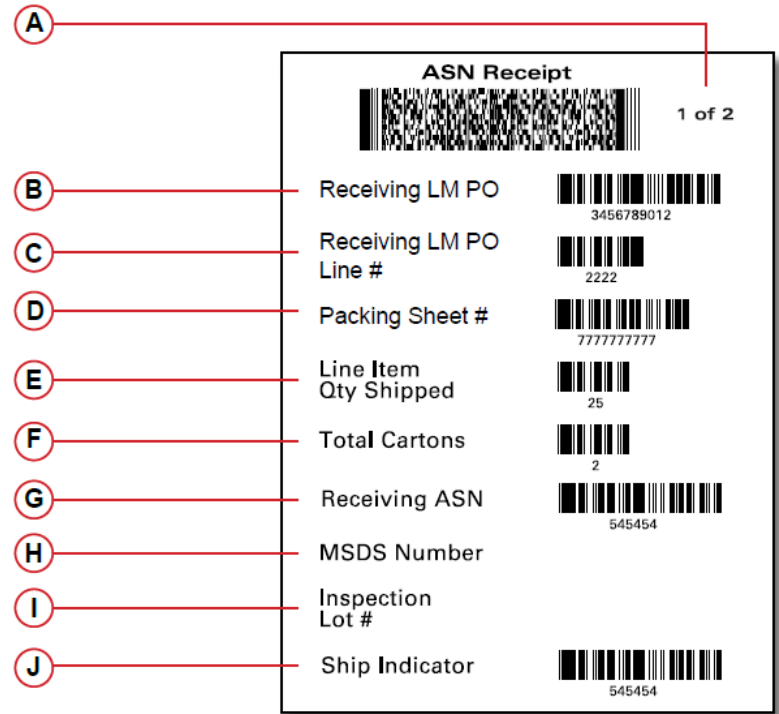 A
ASN Receipt
1 of 2
B
Receiving LM PO
3456789012
C
Receiving LM PO
Line #
2222
D
Packing Sheet #
7777777777
E
Line Item
Qty Shipped
25
F
Total Cartons
2
G
Receiving ASN
545454
H
MSDS Number
I
Inspection
Lot #
J
Ship Indicator
545454